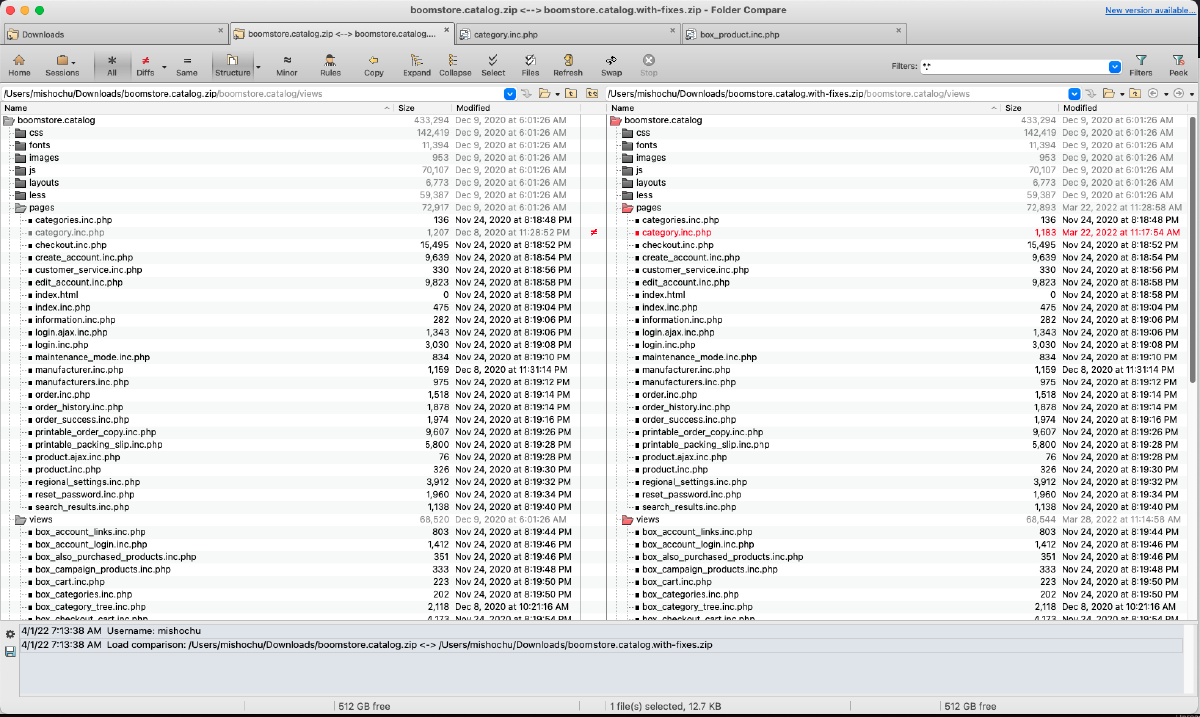 boomstore.catalog.zip <--> boomstore.catalog.with-fixes.zip - Folder Compare
New version available...
Downloads
boomstore.catalog.zip <--> boomstore.catalog....
category.inc.php
box_product.inc.php
Home Sessions All Diffs Same Structure Minor Rules Copy Expand Collapse Select Files Refresh Swap Stop Filters: *.* Filters Peek
/Users/mishochu/Downloads/boomstore.catalog.zip/boomstore.catalog/views
/Users/mishochu/Downloads/boomstore.catalog.with-fixes.zip/boomstore.catalog/views
Name Size Modified Name Size Modified
boomstore.catalog 433,294 Dec 9, 2020 at 6:01:26 AM boomstore.catalog 433,294 Dec 9, 2020 at 6:01:26 AM
css 142,419 Dec 9, 2020 at 6:01:26 AM css 142,419 Dec 9, 2020 at 6:01:26 AM
fonts 11,394 Dec 9, 2020 at 6:01:26 AM fonts 11,394 Dec 9, 2020 at 6:01:26 AM
images 953 Dec 9, 2020 at 6:01:26 AM images 953 Dec 9, 2020 at 6:01:26 AM
js 70,107 Dec 9, 2020 at 6:01:26 AM js 70,107 Dec 9, 2020 at 6:01:26 AM
layouts 6,773 Dec 9, 2020 at 6:01:26 AM layouts 6,773 Dec 9, 2020 at 6:01:26 AM
less 59,387 Dec 9, 2020 at 6:01:26 AM less 59,387 Dec 9, 2020 at 6:01:26 AM
pages 72,917 Dec 9, 2020 at 6:01:26 AM pages 72,893 Mar 22, 2022 at 11:28:58 AM
categories.inc.php 136 Nov 24, 2020 at 8:18:48 PM categories.inc.php 136 Nov 24, 2020 at 8:18:48 PM
category.inc.php 1,207 Dec 8, 2020 at 11:28:52 PM ≠ category.inc.php 1,183 Mar 22, 2022 at 11:17:54 AM
checkout.inc.php 15,495 Nov 24, 2020 at 8:18:52 PM checkout.inc.php 15,495 Nov 24, 2020 at 8:18:52 PM
create_account.inc.php 9,639 Nov 24, 2020 at 8:18:54 PM create_account.inc.php 9,639 Nov 24, 2020 at 8:18:54 PM
customer_service.inc.php 330 Nov 24, 2020 at 8:18:56 PM customer_service.inc.php 330 Nov 24, 2020 at 8:18:56 PM
edit_account.inc.php 9,823 Nov 24, 2020 at 8:18:58 PM edit_account.inc.php 9,823 Nov 24, 2020 at 8:18:58 PM
index.html 0 Nov 24, 2020 at 8:18:58 PM index.html 0 Nov 24, 2020 at 8:18:58 PM
index.inc.php 475 Nov 24, 2020 at 8:19:04 PM index.inc.php 475 Nov 24, 2020 at 8:19:04 PM
information.inc.php 282 Nov 24, 2020 at 8:19:06 PM information.inc.php 282 Nov 24, 2020 at 8:19:06 PM
login.ajax.inc.php 1,343 Nov 24, 2020 at 8:19:06 PM login.ajax.inc.php 1,343 Nov 24, 2020 at 8:19:06 PM
login.inc.php 3,030 Nov 24, 2020 at 8:19:08 PM login.inc.php 3,030 Nov 24, 2020 at 8:19:08 PM
maintenance_mode.inc.php 834 Nov 24, 2020 at 8:19:10 PM maintenance_mode.inc.php 834 Nov 24, 2020 at 8:19:10 PM
manufacturer.inc.php 1,159 Dec 8, 2020 at 11:31:14 PM manufacturer.inc.php 1,159 Dec 8, 2020 at 11:31:14 PM
manufacturers.inc.php 975 Nov 24, 2020 at 8:19:12 PM manufacturers.inc.php 975 Nov 24, 2020 at 8:19:12 PM
order.inc.php 1,518 Nov 24, 2020 at 8:19:14 PM order.inc.php 1,518 Nov 24, 2020 at 8:19:14 PM
order_history.inc.php 1,878 Nov 24, 2020 at 8:19:14 PM order_history.inc.php 1,878 Nov 24, 2020 at 8:19:14 PM
order_success.inc.php 1,974 Nov 24, 2020 at 8:19:16 PM order_success.inc.php 1,974 Nov 24, 2020 at 8:19:16 PM
printable_order_copy.inc.php 9,607 Nov 24, 2020 at 8:19:26 PM printable_order_copy.inc.php 9,607 Nov 24, 2020 at 8:19:26 PM
printable_packing_slip.inc.php 5,800 Nov 24, 2020 at 8:19:28 PM printable_packing_slip.inc.php 5,800 Nov 24, 2020 at 8:19:28 PM
product.ajax.inc.php 76 Nov 24, 2020 at 8:19:28 PM product.ajax.inc.php 76 Nov 24, 2020 at 8:19:28 PM
product.inc.php 326 Nov 24, 2020 at 8:19:30 PM product.inc.php 326 Nov 24, 2020 at 8:19:30 PM
regional_settings.inc.php 3,912 Nov 24, 2020 at 8:19:32 PM regional_settings.inc.php 3,912 Nov 24, 2020 at 8:19:32 PM
reset_password.inc.php 1,960 Nov 24, 2020 at 8:19:34 PM reset_password.inc.php 1,960 Nov 24, 2020 at 8:19:34 PM
search_results.inc.php 1,138 Nov 24, 2020 at 8:19:40 PM search_results.inc.php 1,138 Nov 24, 2020 at 8:19:40 PM
views 68,520 Dec 9, 2020 at 6:01:26 AM views 68,544 Mar 28, 2022 at 11:14:58 AM
box_account_links.inc.php 803 Nov 24, 2020 at 8:19:44 PM box_account_links.inc.php 803 Nov 24, 2020 at 8:19:44 PM
box_account_login.inc.php 1,412 Nov 24, 2020 at 8:19:46 PM box_account_login.inc.php 1,412 Nov 24, 2020 at 8:19:46 PM
box_also_purchased_products.inc.php 351 Nov 24, 2020 at 8:19:46 PM box_also_purchased_products.inc.php 351 Nov 24, 2020 at 8:19:46 PM
box_campaign_products.inc.php 333 Nov 24, 2020 at 8:19:48 PM box_campaign_products.inc.php 333 Nov 24, 2020 at 8:19:48 PM
box_cart.inc.php 223 Nov 24, 2020 at 8:19:50 PM box_cart.inc.php 223 Nov 24, 2020 at 8:19:50 PM
box_categories.inc.php 202 Nov 24, 2020 at 8:19:50 PM box_categories.inc.php 202 Nov 24, 2020 at 8:19:50 PM
box_category_tree.inc.php 2,118 Dec 8, 2020 at 10:21:16 AM box_category_tree.inc.php 2,118 Dec 8, 2020 at 10:21:16 AM
box_checkout_cart.inc.php 4,173 Nov 24, 2020 at 8:19:54 PM box_checkout_cart.inc.php 4,173 Nov 24, 2020 at 8:19:54 PM
4/1/22 7:13:38 AM Username: mishochu
4/1/22 7:13:38 AM Load comparison: /Users/mishochu/Downloads/boomstore.catalog.zip <-> /Users/mishochu/Downloads/boomstore.catalog.with-fixes.zip
512 GB free 1 file(s) selected, 12.7 KB 512 GB free